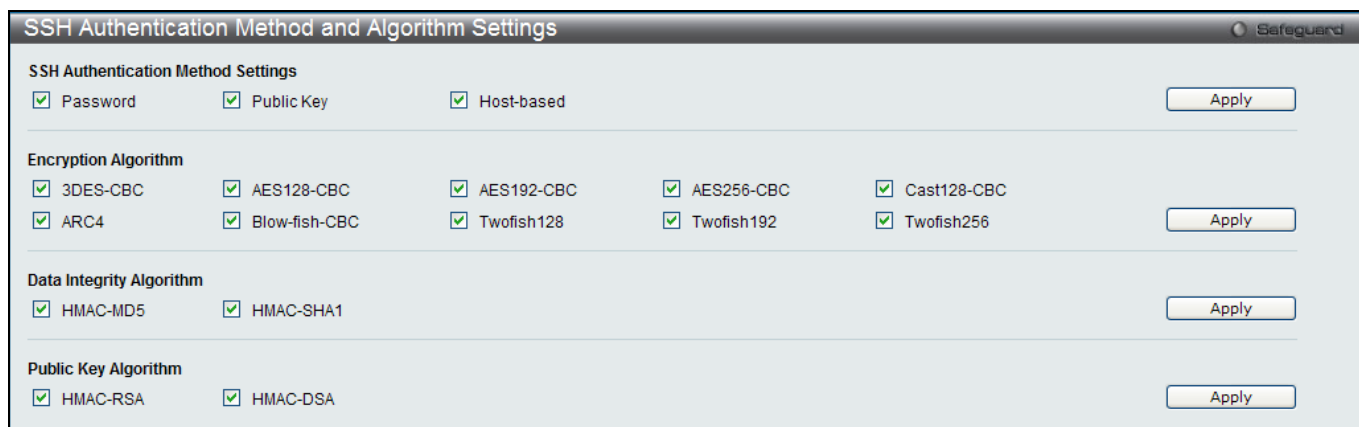 SSH Authentication Method and Algorithm Settings
Safeguard
SSH Authentication Method Settings
Password Public Key Host-based Apply
Encryption Algorithm
3DES-CBC AES128-CBC AES192-CBC AES256-CBC Cast128-CBC
ARC4 Blow-fish-CBC Twofish128 Twofish192 Twofish256 Apply
Data Integrity Algorithm
HMAC-MD5 HMAC-SHA1 Apply
Public Key Algorithm
HMAC-RSA HMAC-DSA Apply